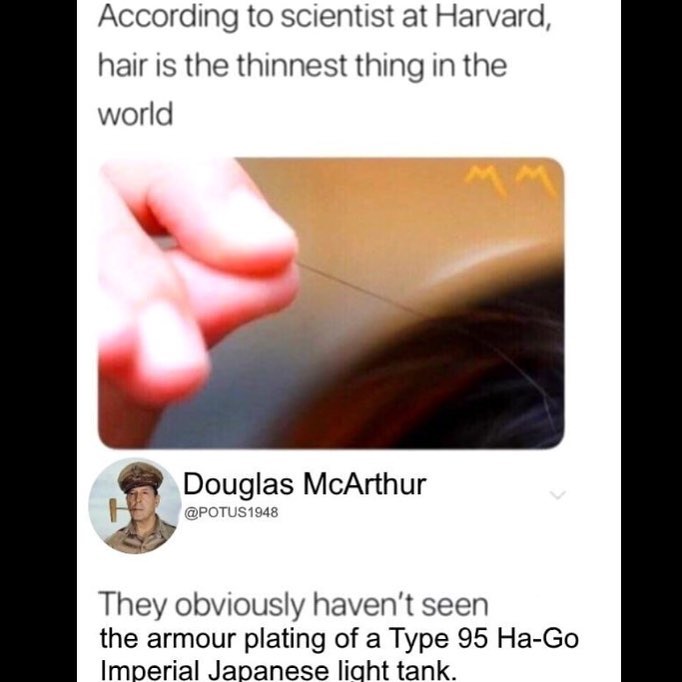 According to scientist at Harvard,
hair is the thinnest thing in the
world
Douglas McArthur
@POTUS1948
They obviously haven't seen
the armour plating of a Type 95 Ha-Go
Imperial Japanese light tank.